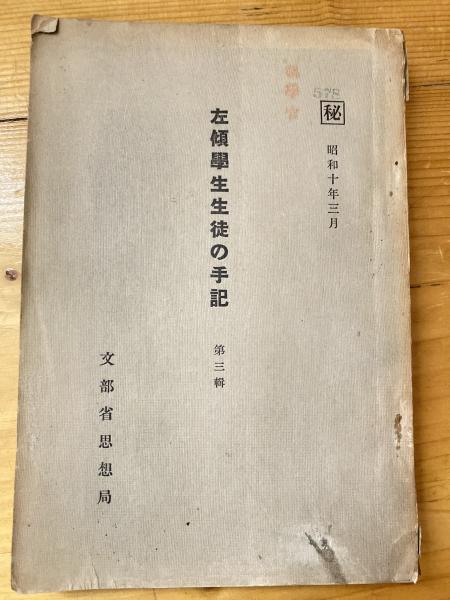 578
秘
昭和十年三月
左傾學生生徒の手記
第三輯
文部省思想局